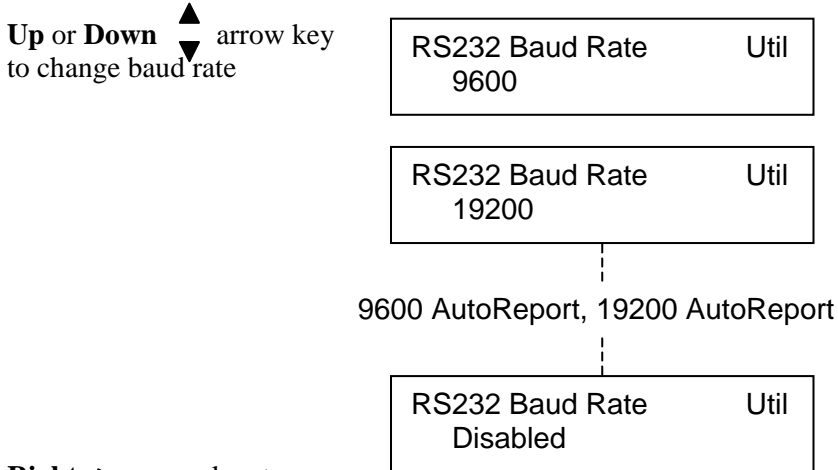 Up or Down arrow key
to change baud rate
RS232 Baud Rate Util
9600
RS232 Baud Rate Util
19200
9600 AutoReport, 19200 AutoReport
RS232 Baud Rate Util
Disabled